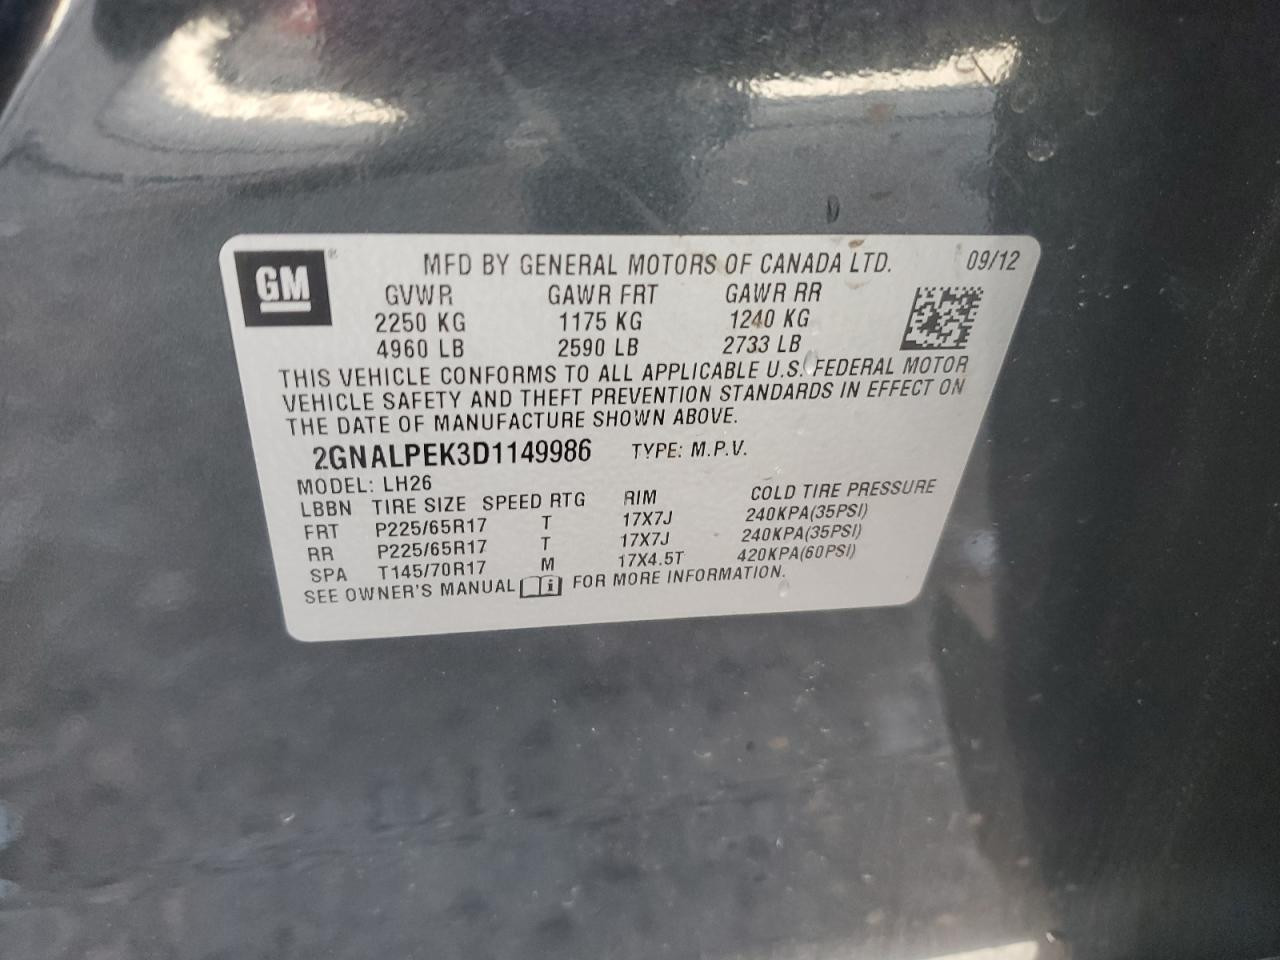 GM ® MFD BY GENERAL MOTORS OF CANADA LTD. 09/12
GVWR GAWR FRT GAWR RR
2250 KG 1175 KG 1240 KG
4960 LB 2590 LB 2733 LB
THIS VEHICLE CONFORMS TO ALL APPLICABLE U.S. FEDERAL MOTOR
VEHICLE SAFETY AND THEFT PREVENTION STANDARDS IN EFFECT ON
THE DATE OF MANUFACTURE SHOWN ABOVE.
2GNALPEK3D1149986 TYPE: M.P.V.
MODEL: LH26
LBBN TIRE SIZE SPEED RTG RIM COLD TIRE PRESSURE
FRT P225/65R17 T 17X7J 240KPA(35PSI)
RR P225/65R17 T 17X7J 240KPA(35PSI)
SPA T145/70R17 M 17X4.5T 420KPA(60PSI)
SEE OWNER'S MANUAL i FOR MORE INFORMATION.